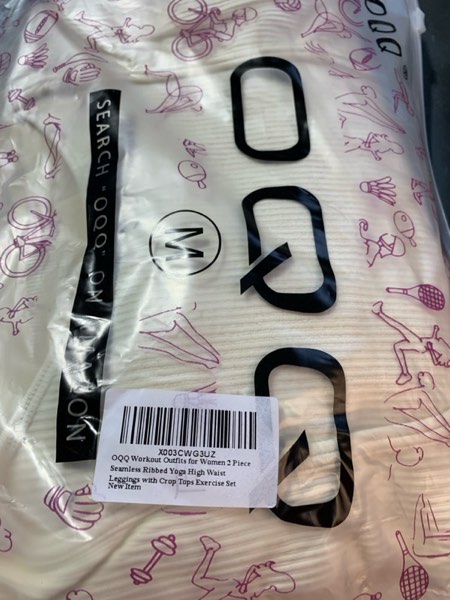 OQQ
OQQ
SEARCH "OQQ" ON AMAZON
M
X003CWG3UZ
OQQ Workout Outfits for Women 2 Piece
Seamless Ribbed Yoga High Waist
Leggings with Crop Tops Exercise Set
New Item